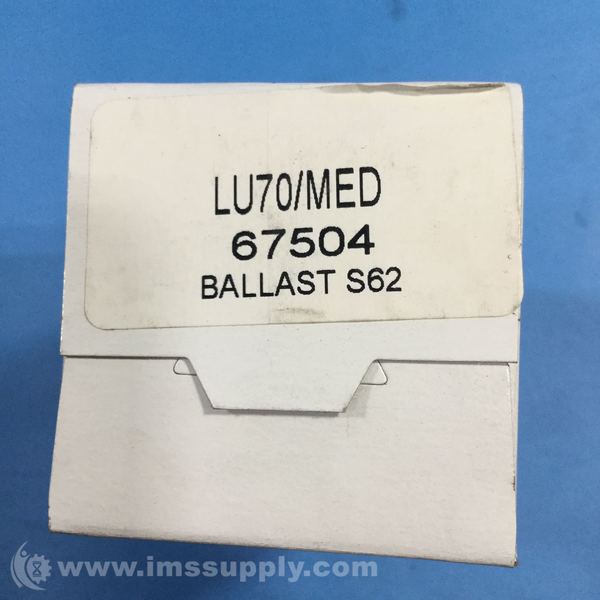 LU70/MED
67504
BALLAST S62
www.imssupply.com